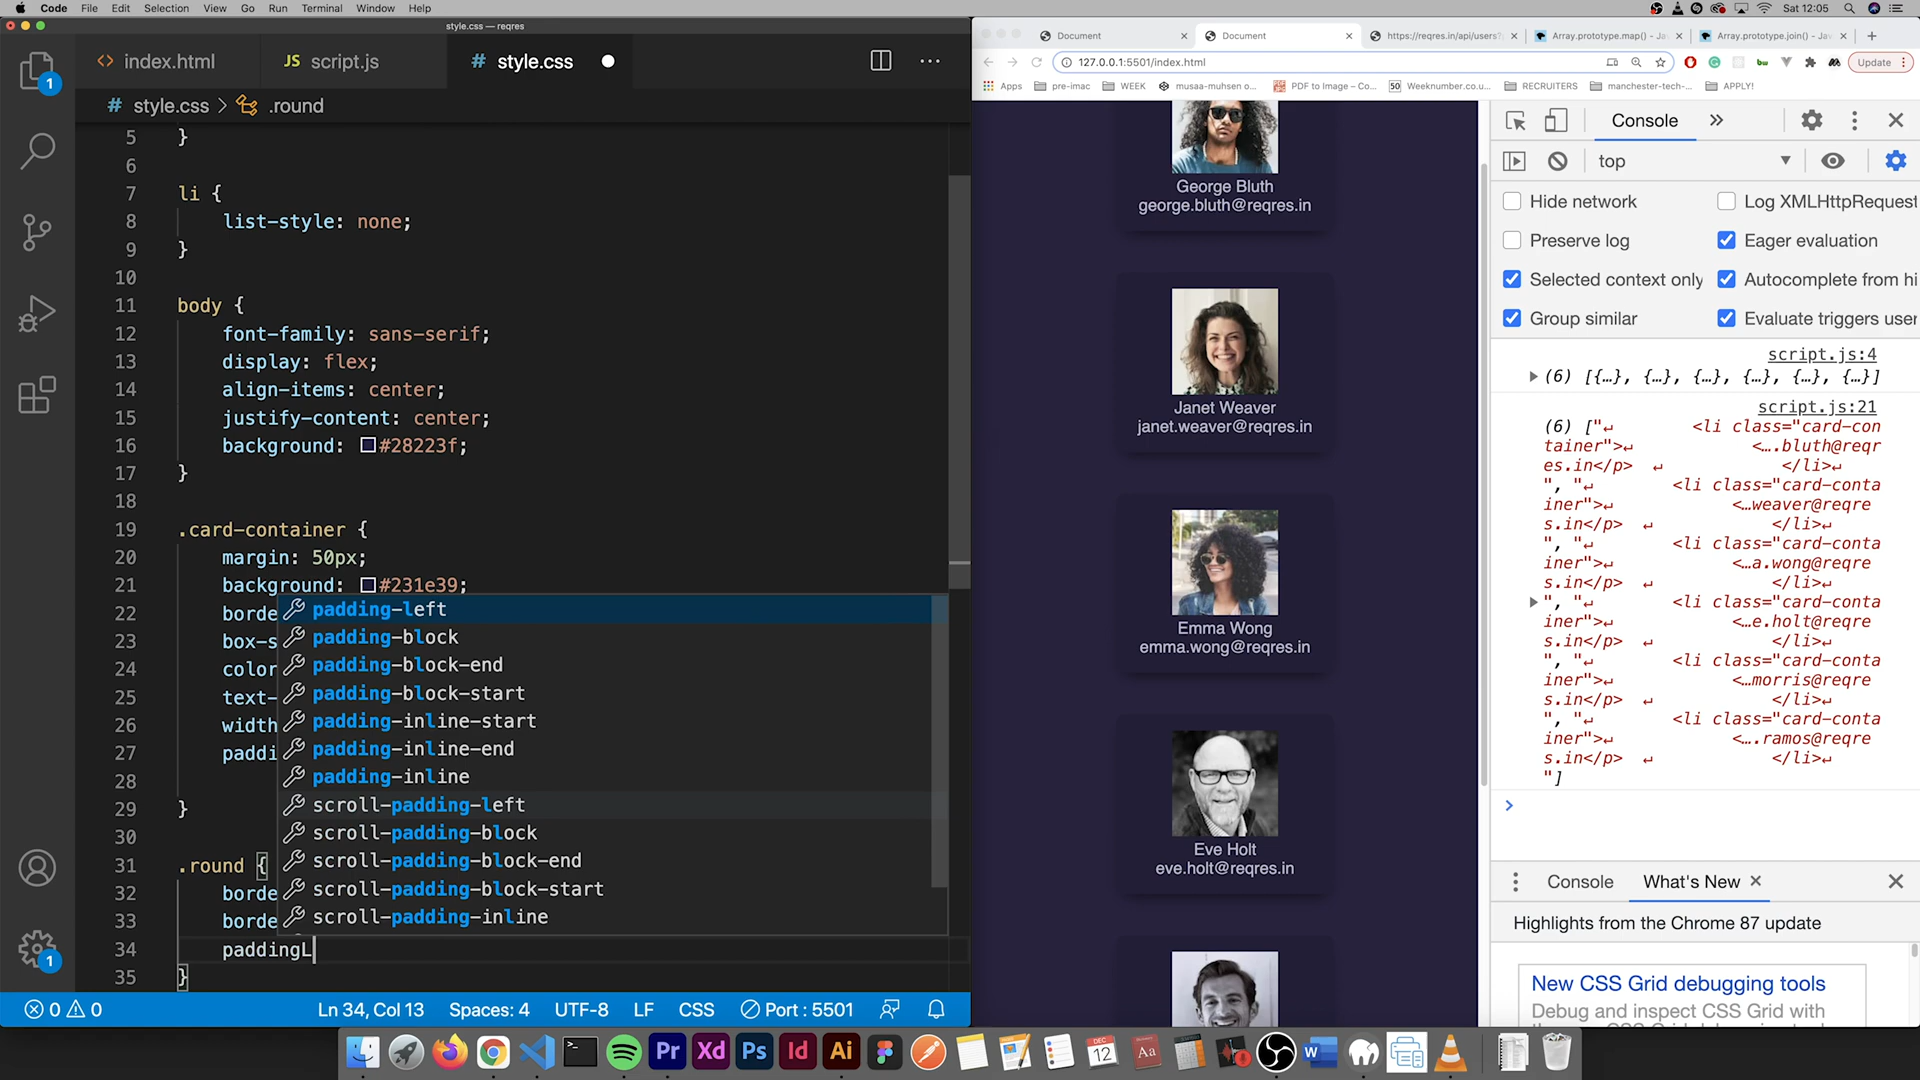 Code File Edit Selection View Go Run Terminal Window Help
Sat 12:05
style.css — reqres
index.html
JS script.js
# style.css
# style.css > .round
5 }
6
7 li {
8 list-style: none;
9 }
10
11 body {
12 font-family: sans-serif;
13 display: flex;
14 align-items: center;
15 justify-content: center;
16 background: #28223f;
17 }
18
19 .card-container {
20 margin: 50px;
21 background: #231e39;
22 borde
23 box-s
24 color
25 text-
26 width
27 paddi
28
29 }
30
31 .round {
32 borde
33 borde
34 paddingL
35 }
padding-left
padding-block
padding-block-end
padding-block-start
padding-inline-start
padding-inline-end
padding-inline
scroll-padding-left
scroll-padding-block
scroll-padding-block-end
scroll-padding-block-start
scroll-padding-inline
1
1
0 0
Ln 34, Col 13
Spaces: 4
UTF-8
LF
CSS
Port : 5501
Document
Document
https://reqres.in/api/users?
Array.prototype.map() - Ja
Array.prototype.join() - Jav
127.0.0.1:5501/index.html
Update
Apps
pre-imac
WEEK
musaa-muhsen o...
PDF to Image – Co...
50 Weeknumber.co.u...
RECRUITERS
manchester-tech-...
APPLY!
George Bluth
george.bluth@reqres.in
Janet Weaver
janet.weaver@reqres.in
Emma Wong
emma.wong@reqres.in
Eve Holt
eve.holt@reqres.in
Console
top
Hide network
Log XMLHttpRequest
Preserve log
Eager evaluation
Selected context only
Autocomplete from hi
Group similar
Evaluate triggers user
script.js:4
(6) [{…}, {…}, {…}, {…}, {…}, {…}]
script.js:21
(6) ["↵ <li class="card-con
tainer">↵ <….bluth@reqr
es.in</p> ↵ </li>↵
", "↵ <li class="card-conta
iner">↵ <…weaver@reqre
s.in</p> ↵ </li>↵
", "↵ <li class="card-conta
iner">↵ <…a.wong@reqre
s.in</p> ↵ </li>↵
", "↵ <li class="card-conta
iner">↵ <…e.holt@reqre
s.in</p> ↵ </li>↵
", "↵ <li class="card-conta
iner">↵ <…morris@reqre
s.in</p> ↵ </li>↵
", "↵ <li class="card-conta
iner">↵ <….ramos@reqre
s.in</p> ↵ </li>↵
"]
Console
What's New
Highlights from the Chrome 87 update
New CSS Grid debugging tools
Debug and inspect CSS Grid with
Pr
Xd
Ps
Id
Ai
DEC
12
Aa
W